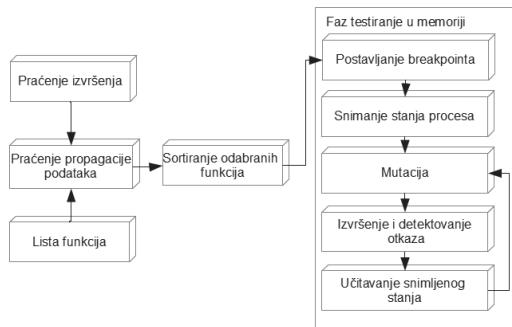 Faz testiranje u memoriji
Praćenje izvršenja
Praćenje propagacije
podataka
Lista funkcija
Sortiranje odabranih
funkcija
Postavljanje breakpointa
Snimanje stanja procesa
Mutacija
Izvršenje i detektovanje
otkaza
Učitavanje snimljenog
stanja